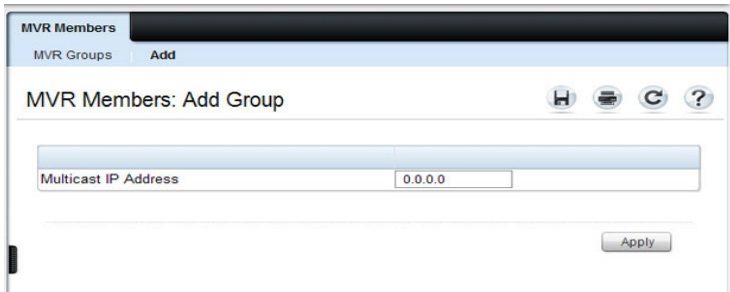 MVR Members
MVR Groups Add
MVR Members: Add Group
?
Multicast IP Address 0.0.0.0
Apply